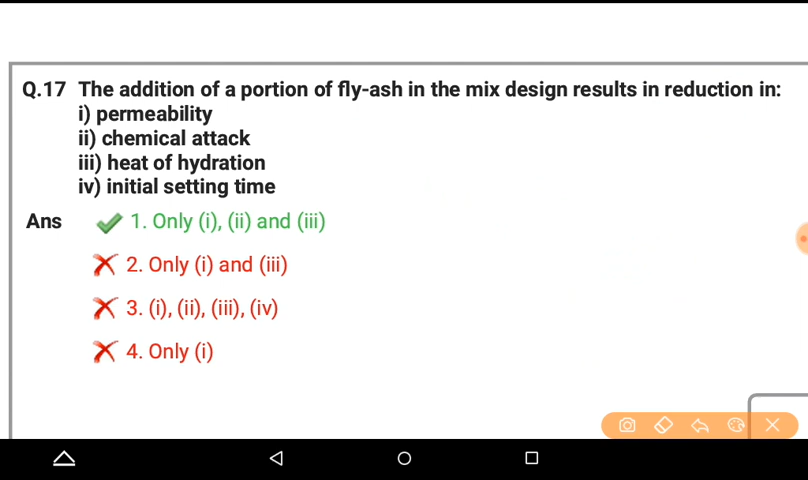 Q.17 The addition of a portion of fly-ash in the mix design results in reduction in:
i) permeability
ii) chemical attack
iii) heat of hydration
iv) initial setting time
Ans 1. Only (i), (ii) and (iii)
2. Only (i) and (iii)
3. (i), (ii), (iii), (iv)
4. Only (i)